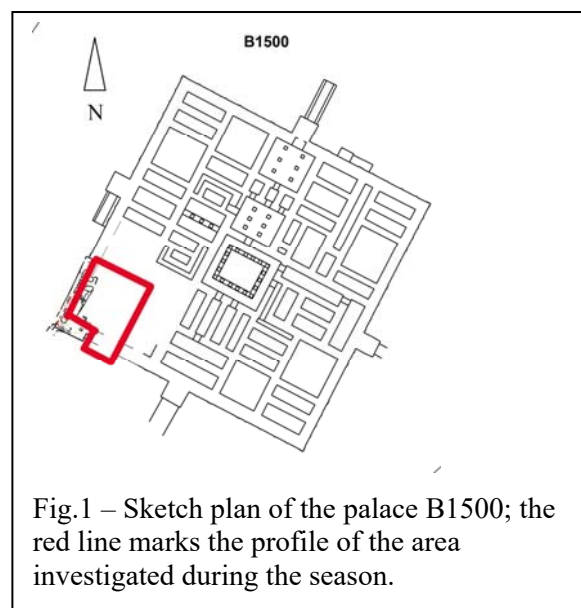 B1500
N
Fig.1 – Sketch plan of the palace B1500; the
red line marks the profile of the area
investigated during the season.